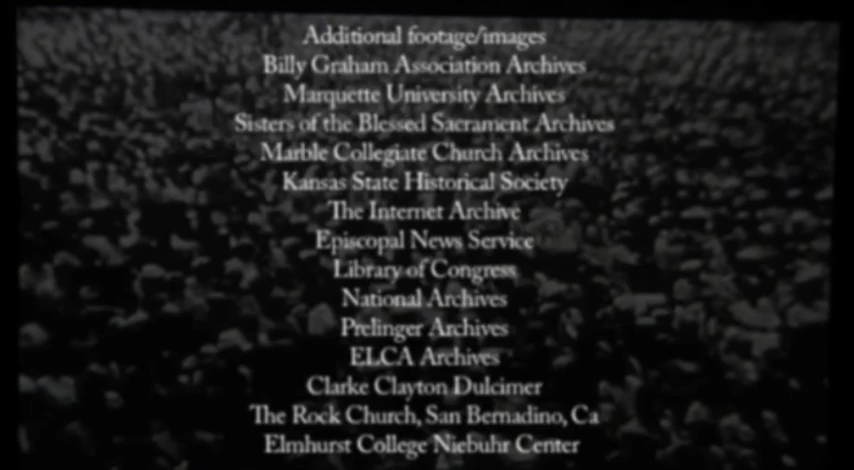 Additional footage/images
Billy Graham Association Archives
Marquette University Archives
Sisters of the Blessed Sacrament Archives
Marble Collegiate Church Archives
Kansas State Historical Society
The Internet Archive
Episcopal News Service
Library of Congress
National Archives
Prelinger Archives
ELCA Archives
Clarke Clayton Dulcimer
The Rock Church, San Bernadino, Ca
Elmhurst College Niebuhr Center